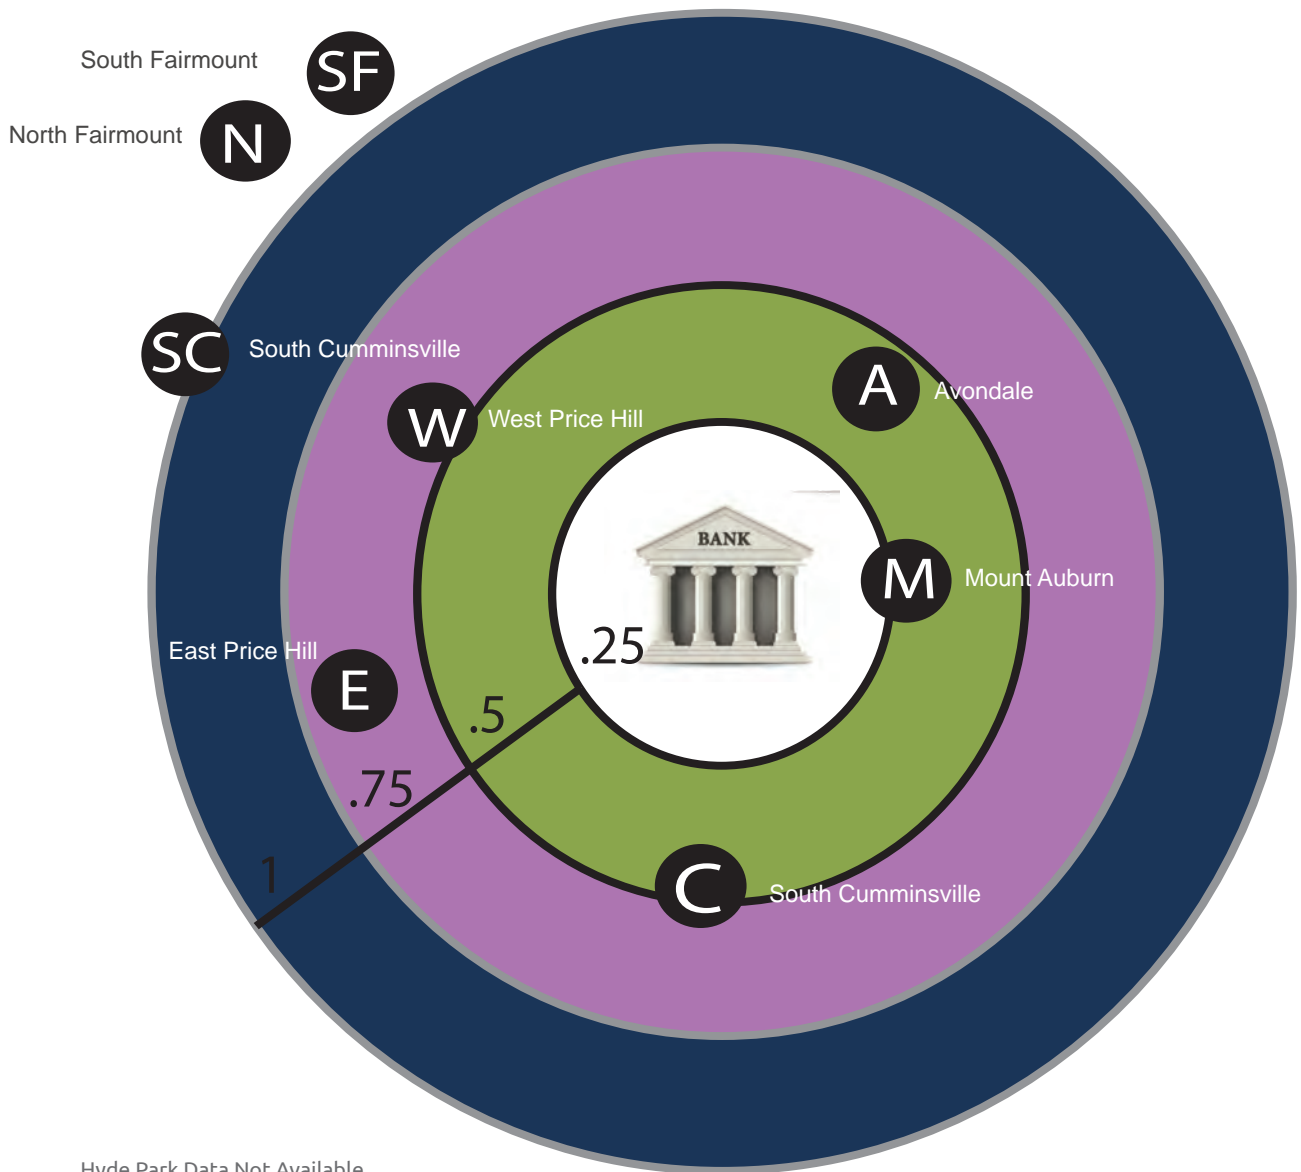 South Fairmount
SF
North Fairmount
N
SC
South Cumminsville
W
West Price Hill
A
Avondale
BANK
M
Mount Auburn
.25
East Price Hill
E
.5
.75
1
C
South Cumminsville
Hyde Park Data Not Available